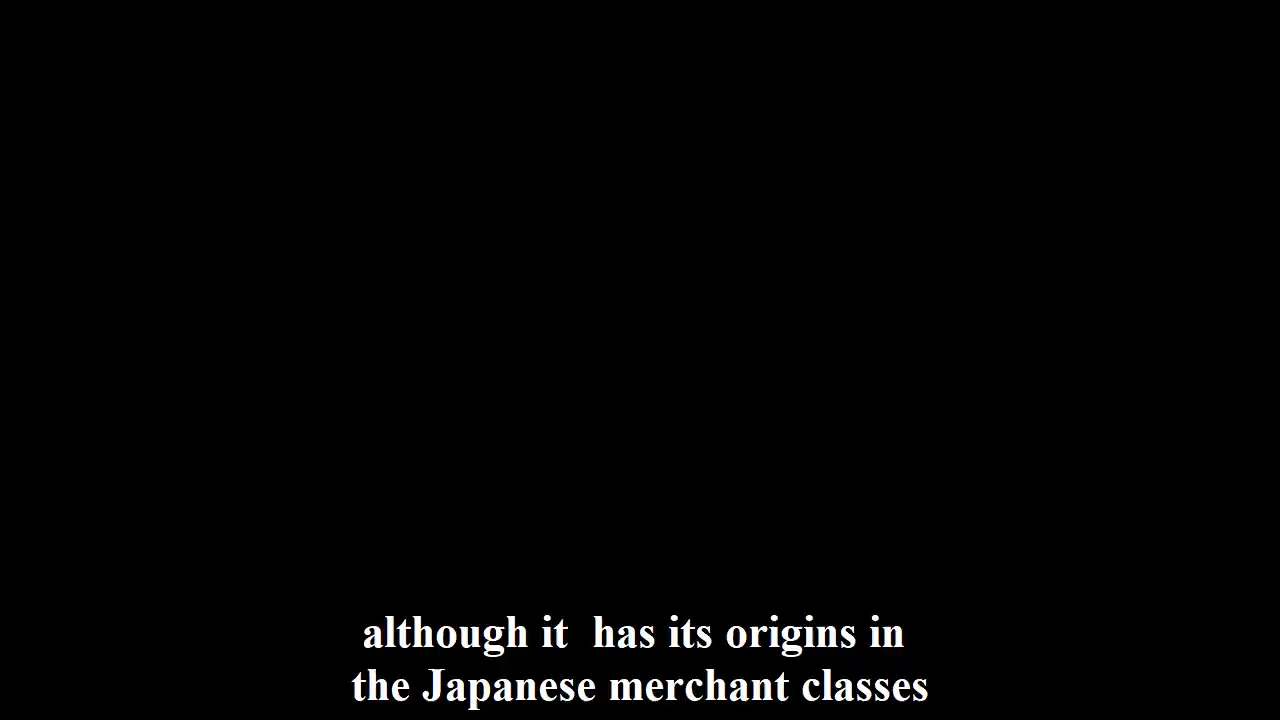 although it  has its origins in
the Japanese merchant classes